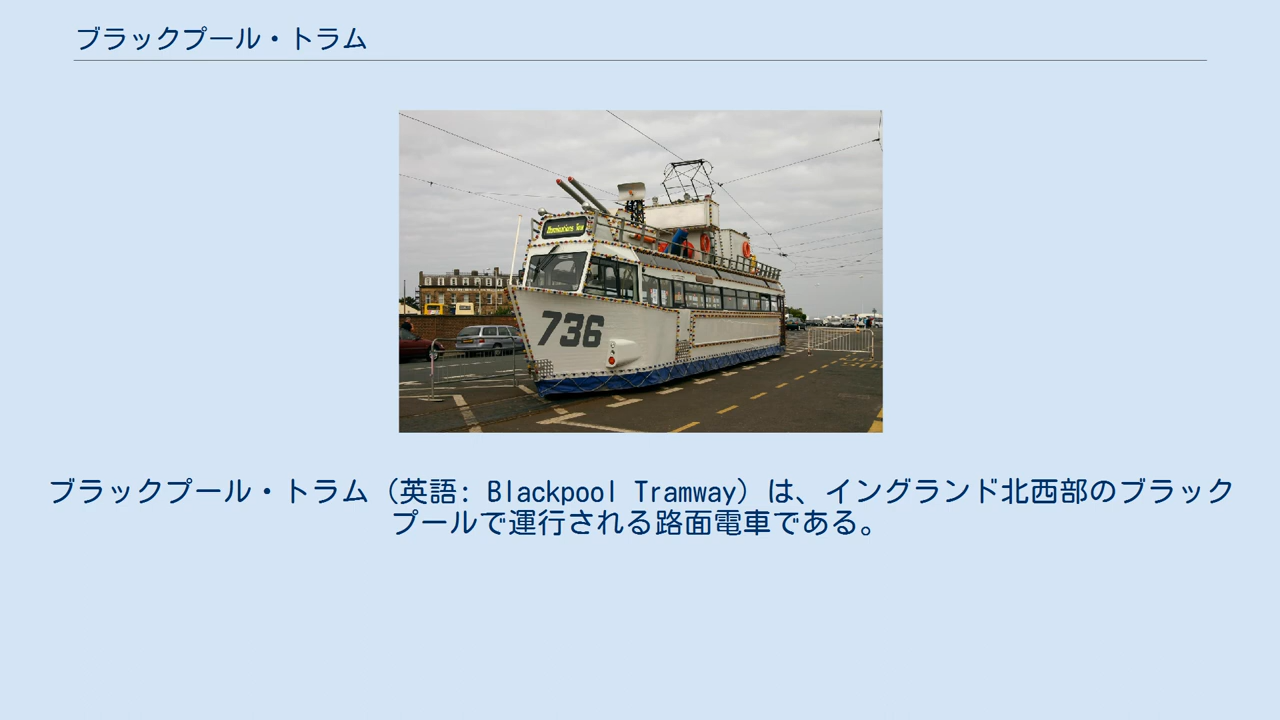 ブラックプール・トラム
736
ブラックプール・トラム（英語: Blackpool Tramway）は、イングランド北西部のブラック
プールで運行される路面電車である。